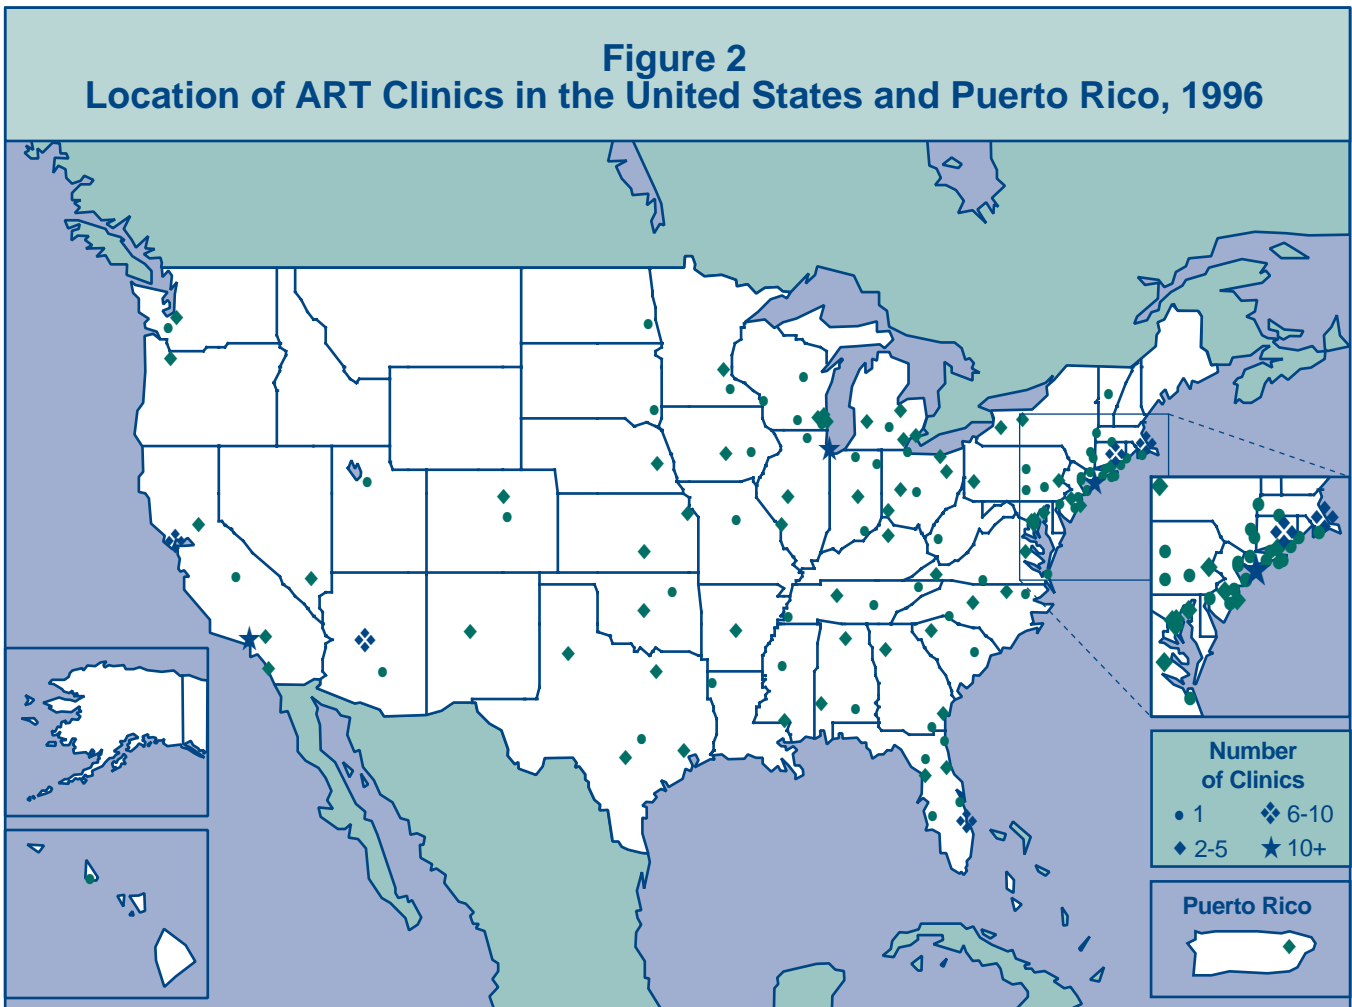 Figure 2
Location of ART Clinics in the United States and Puerto Rico, 1996
Number
of Clinics
1
6-10
2-5
10+
Puerto Rico